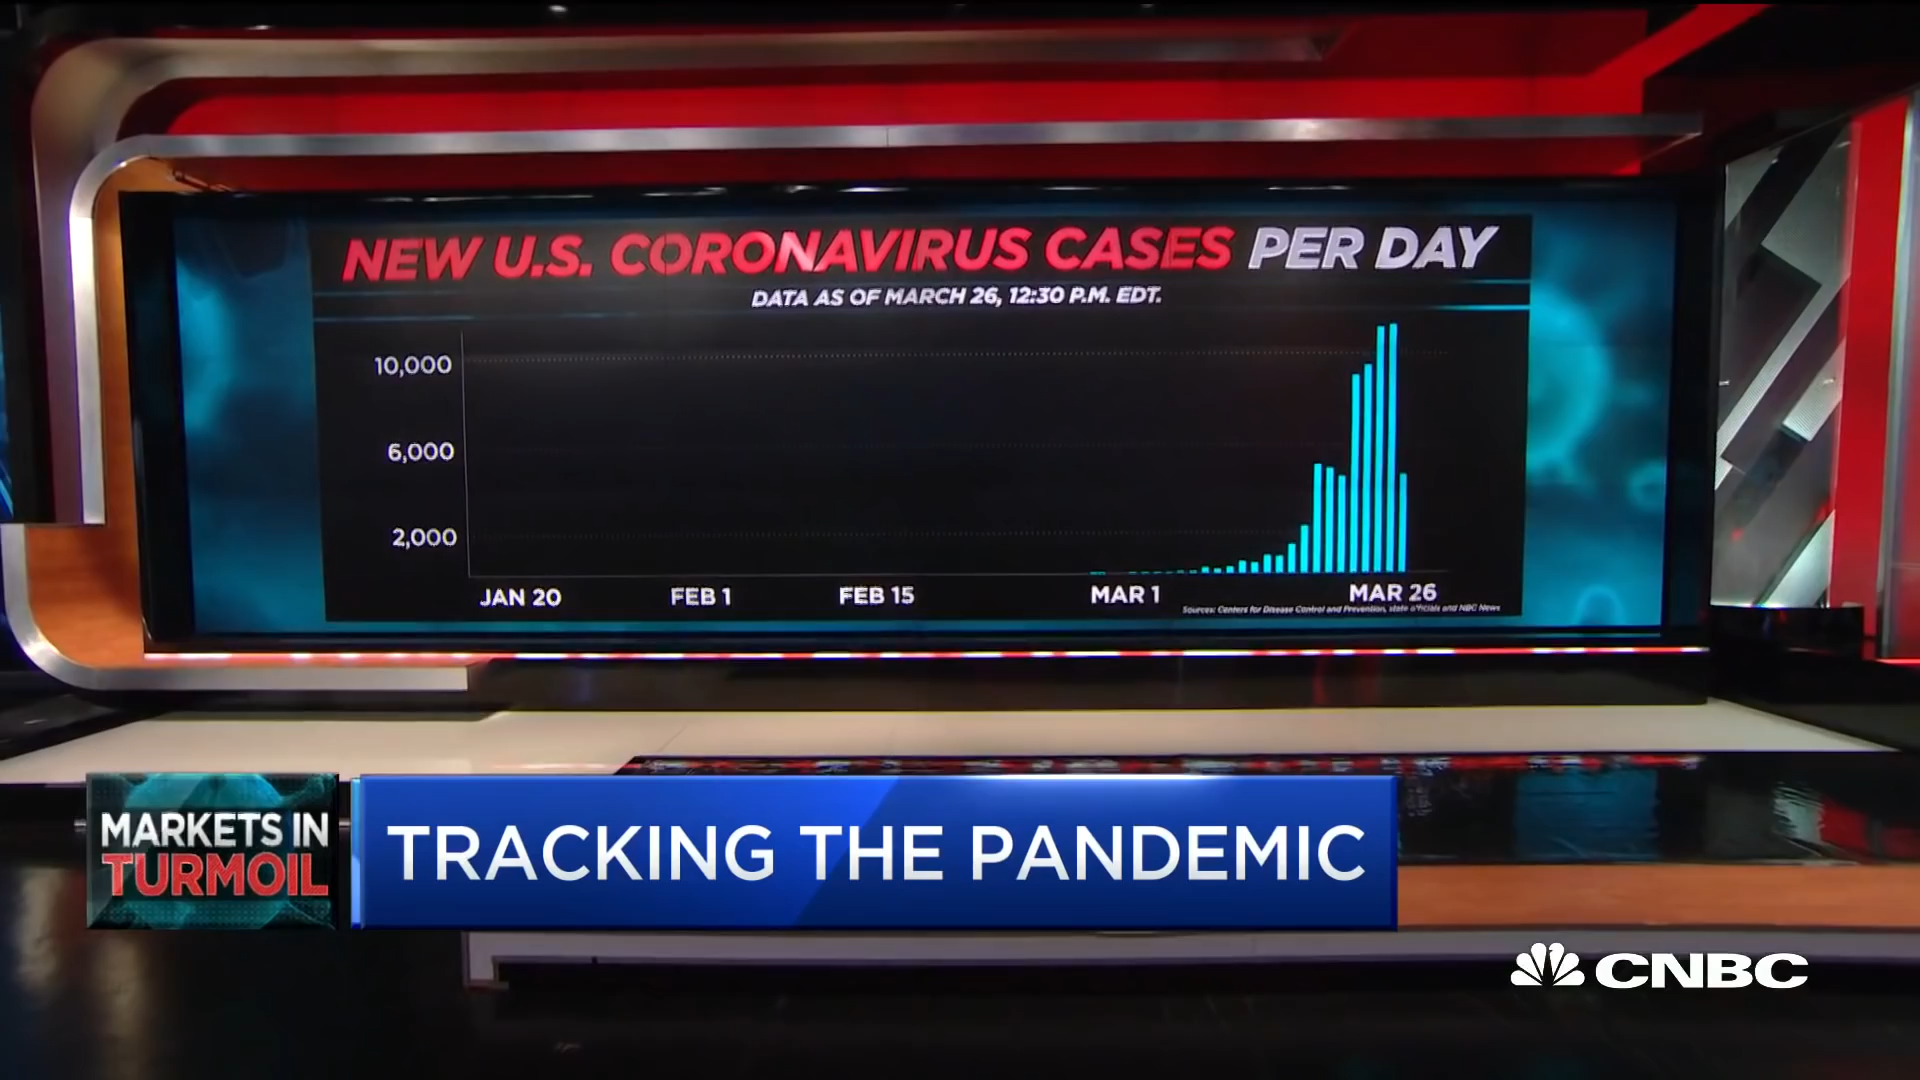 NEW U.S. CORONAVIRUS CASES PER DAY
DATA AS OF MARCH 26, 12:30 P.M. EDT.
10,000
6,000
2,000
JAN 20 FEB 1 FEB 15 MAR 1 MAR 26
Sources: Centers for Disease Control and Prevention, state officials and NBC News
MARKETS IN
TURMOIL
TRACKING THE PANDEMIC
CNBC